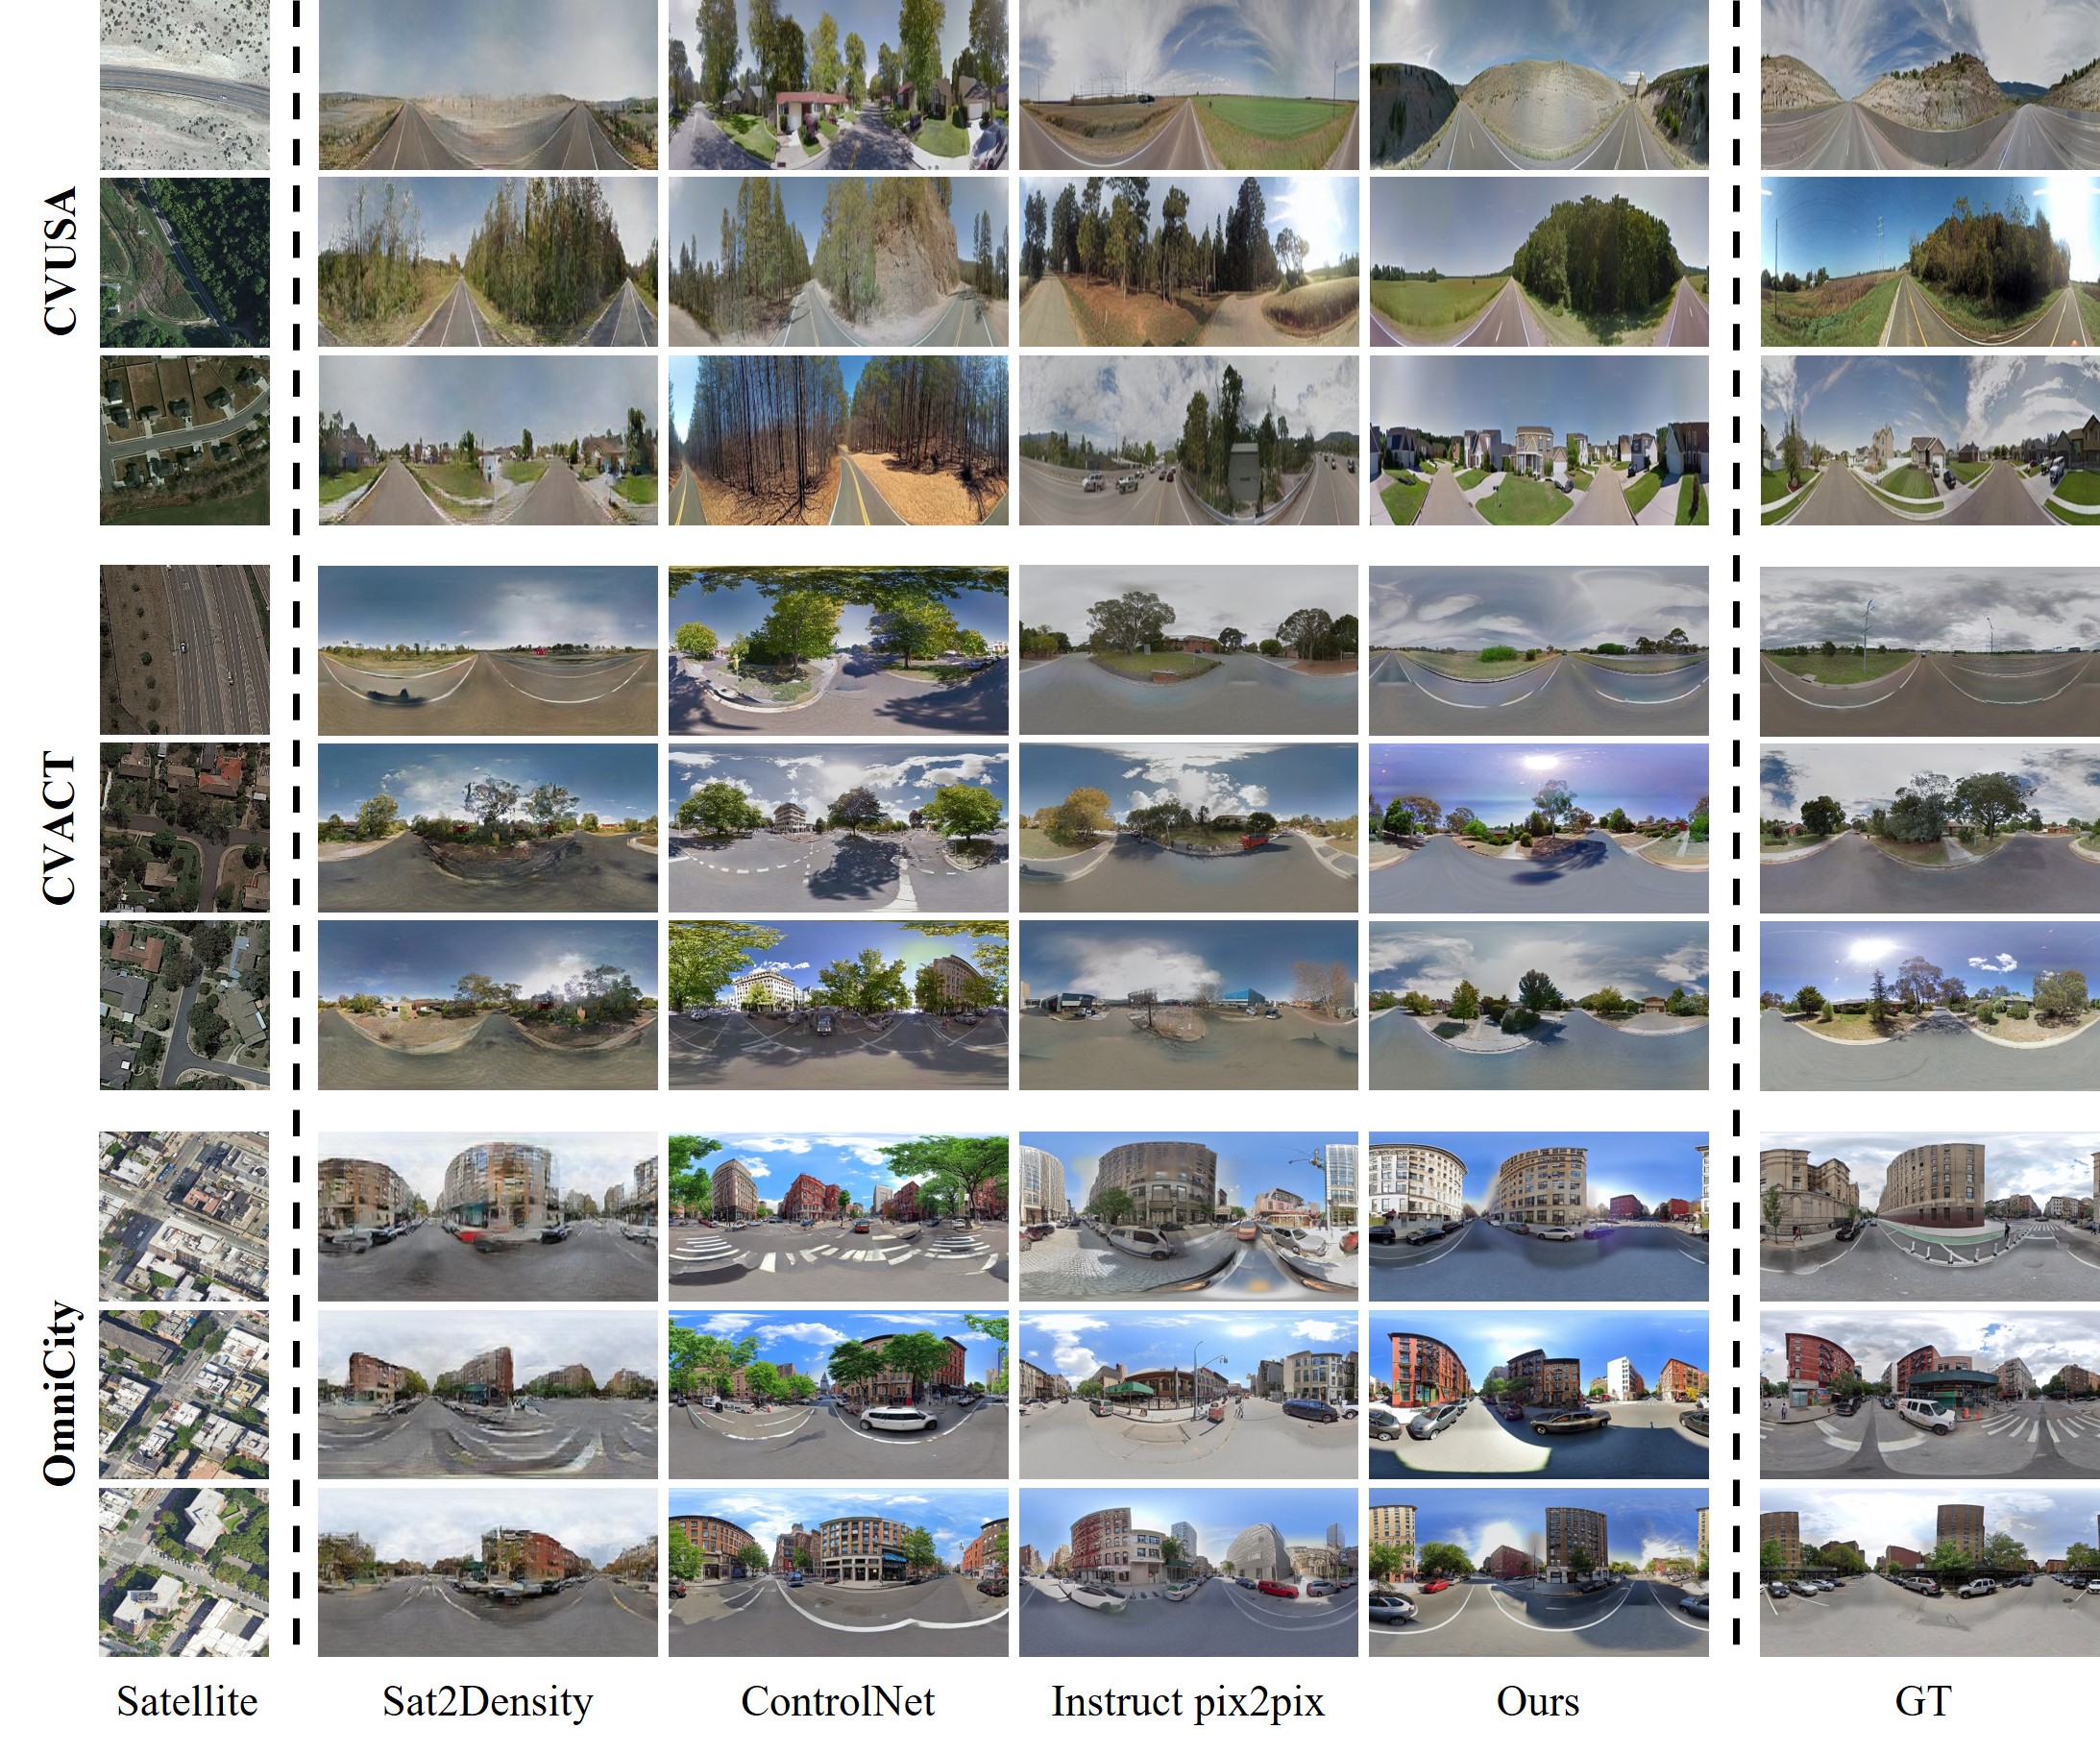 CVUSA
CVACT
OmniCity
Satellite
Sat2Density
ControlNet
Instruct pix2pix
Ours
GT